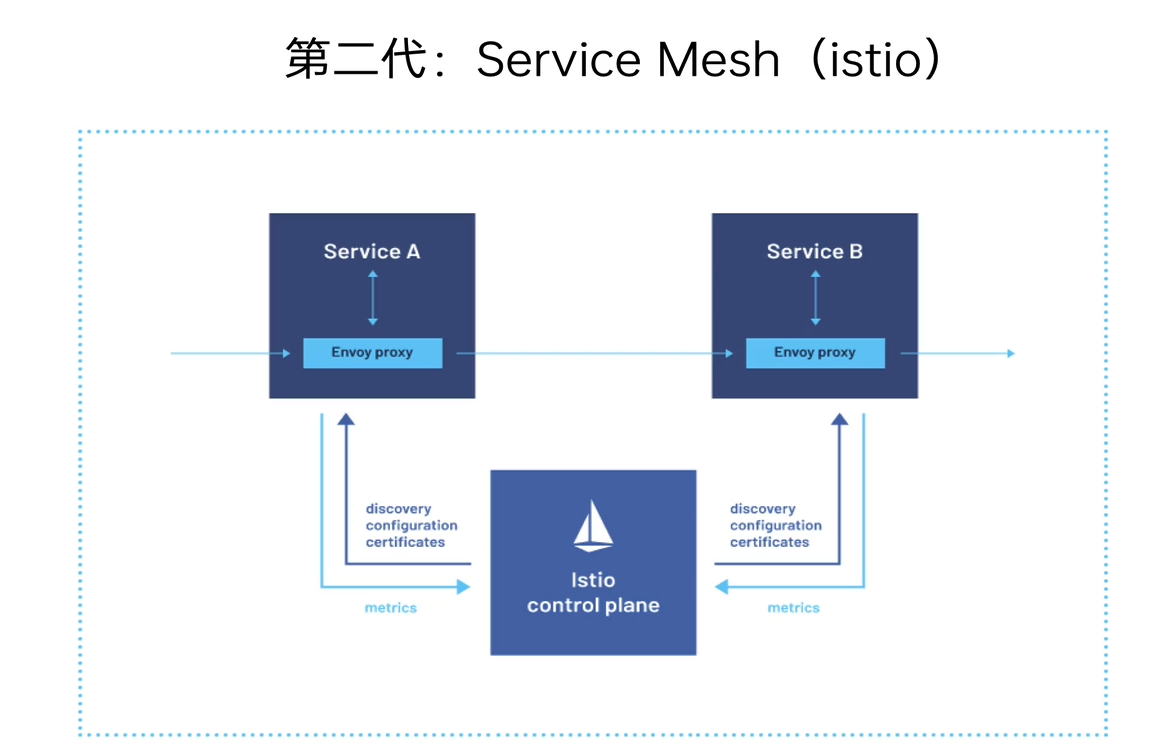 第二代：Service Mesh（istio）
Service A
Service B
Envoy proxy
Envoy proxy
discovery
configuration
certificates
discovery
configuration
certificates
Istio
control plane
metrics
metrics